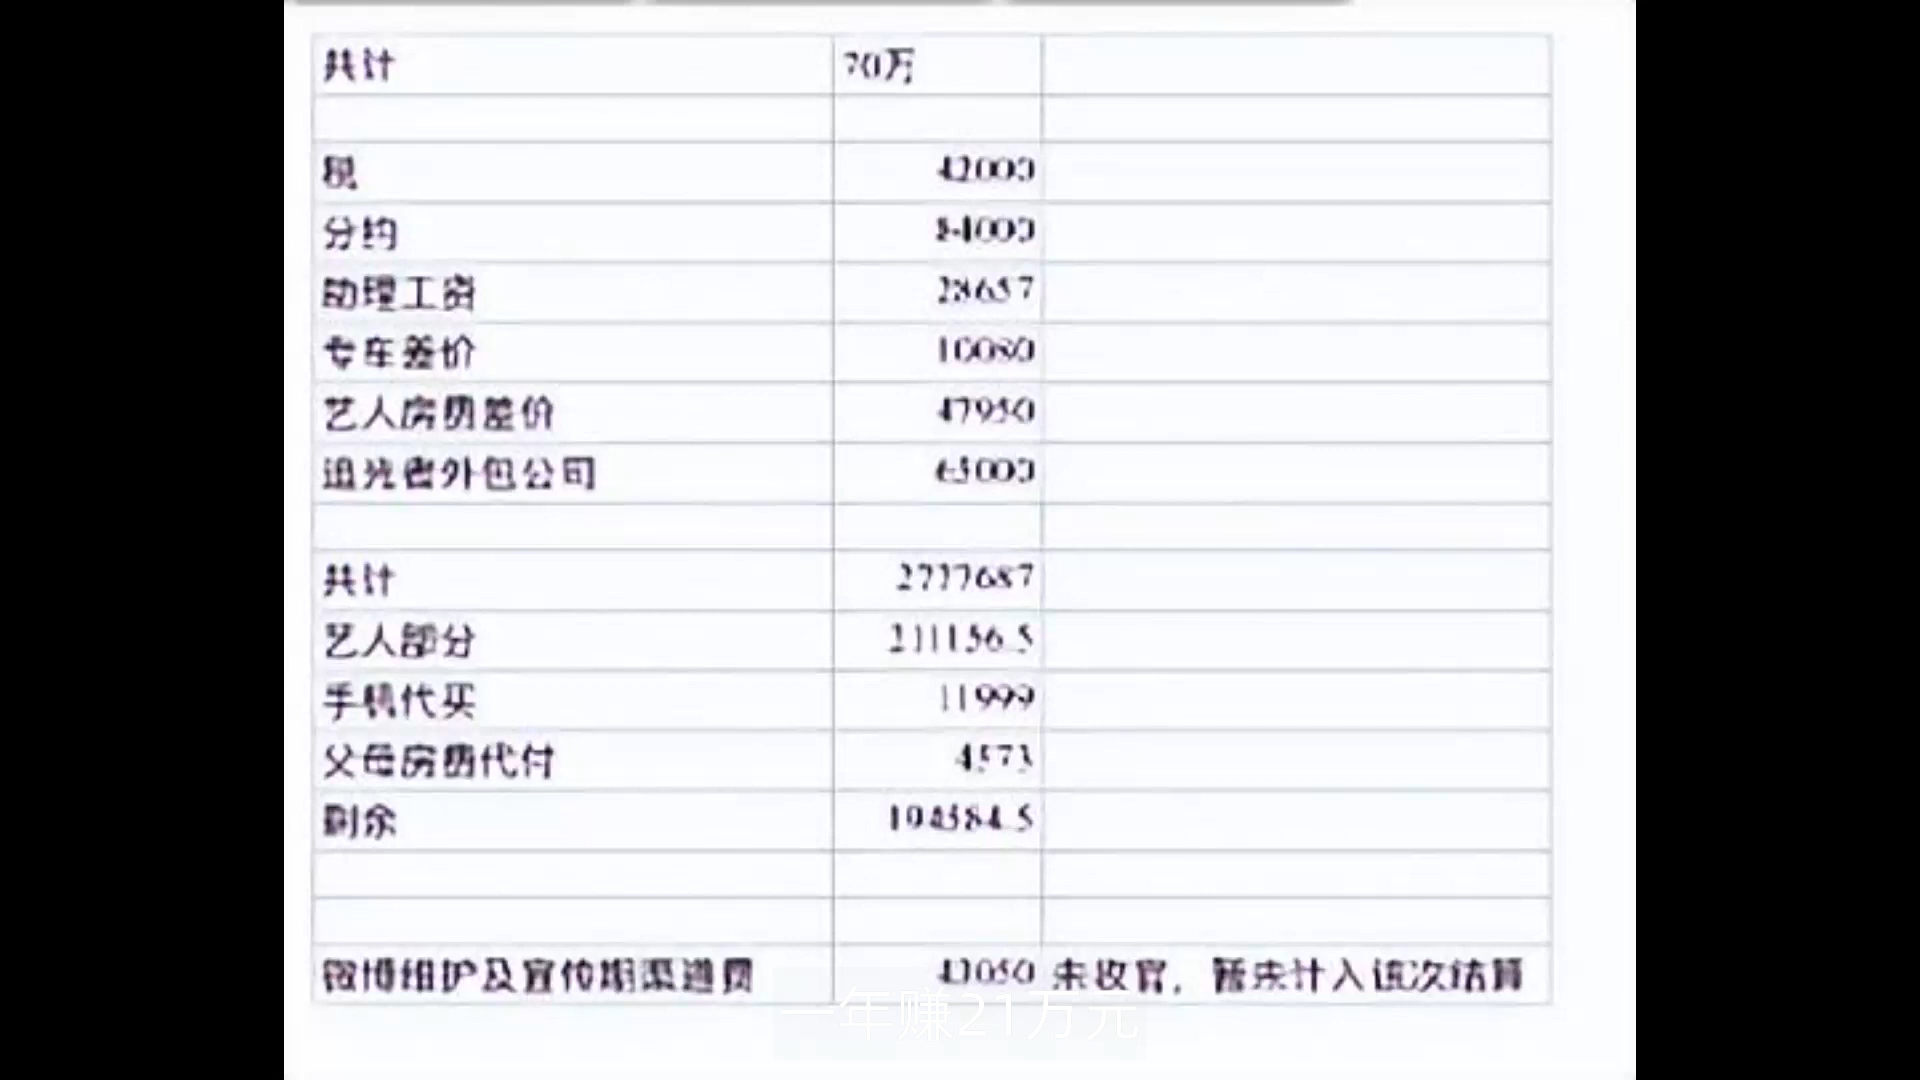 共计 70万
税 42000
分约 84000
助理工资 28657
专车差价 10080
艺人房费差价 47950
追光者外包公司 65000
共计 277687
艺人部分 211156.5
手机代买 11999
父母房费代付 4573
剩余 194584.5
微博维护及宣传期渠道费 43050 未收官，暂未计入该次结算
一年赚21万元